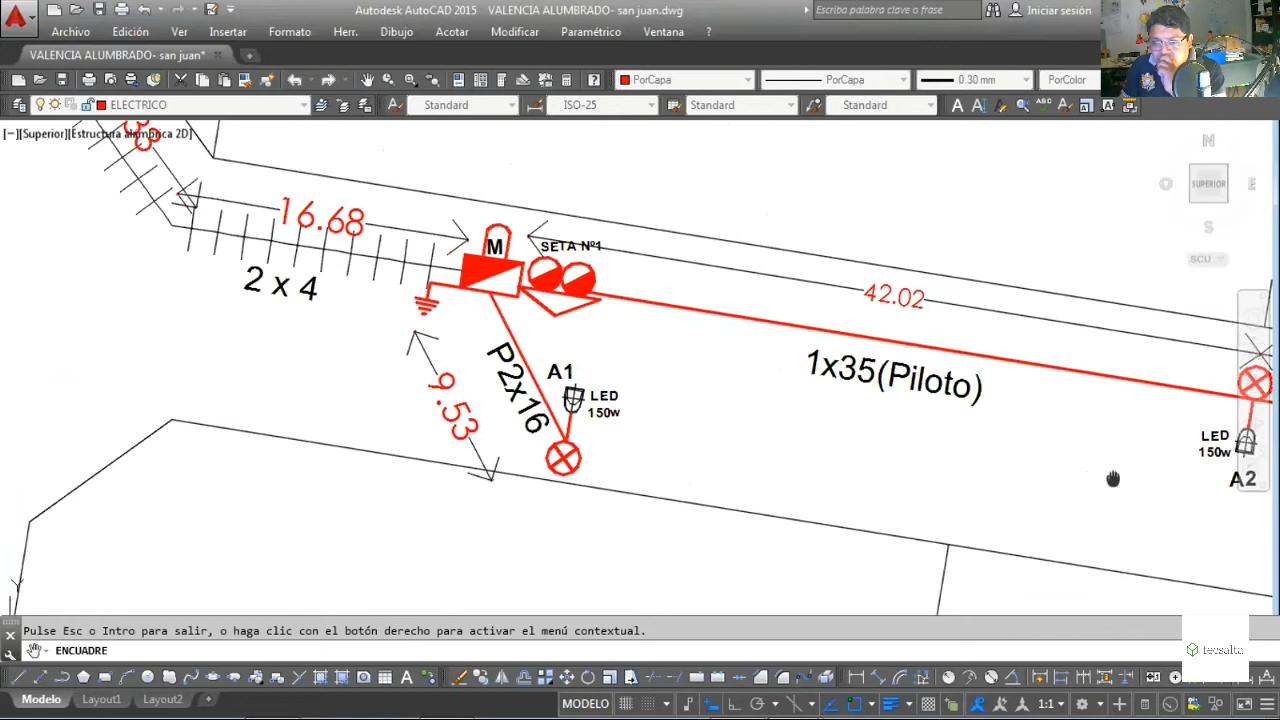 Autodesk AutoCAD 2015 VALENCIA ALUMBRADO- san juan.dwg
Escriba palabra clave o frase
Iniciar sesión
Archivo Edición Ver Insertar Formato Herr. Dibujo Acotar Modificar Paramétrico Ventana ?
VALENCIA ALUMBRADO- san juan*
PorCapa PorCapa 0.30 mm PorColor
ELECTRICO Standard ISO-25 Standard Standard
[−][Superior][Estructura alámbrica 2D]
N
SUPERIOR
S
SCU
16.68
M
SETA Nº1
2 x 4
42.02
1x35(Piloto)
P2x16
9.53
A1
LED
150w
LED
150w
A2
Y
Pulse Esc o Intro para salir, o haga clic con el botón derecho para activar el menú contextual.
ENCUADRE
tecsalta
Modelo Layout1 Layout2
MODELO 1:1